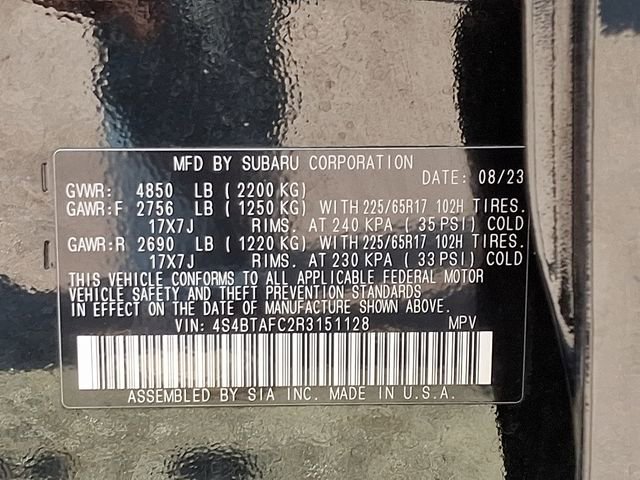 MFD BY SUBARU CORPORATION
DATE: 08/23
GVWR: 4850 LB (2200 KG)
GAWR:F 2756 LB (1250 KG) WITH 225/65R17 102H TIRES.
17X7J RIMS. AT 240 KPA (35 PSI) COLD
GAWR:R 2690 LB (1220 KG) WITH 225/65R17 102H TIRES.
17X7J RIMS. AT 230 KPA (33 PSI) COLD
THIS VEHICLE CONFORMS TO ALL APPLICABLE FEDERAL MOTOR
VEHICLE SAFETY AND THEFT PREVENTION STANDARDS
IN EFFECT ON THE DATE OF MANUFACTURE SHOWN ABOVE.
VIN: 4S4BTAFC2R3151128 MPV
ASSEMBLED BY SIA INC. MADE IN U.S.A.